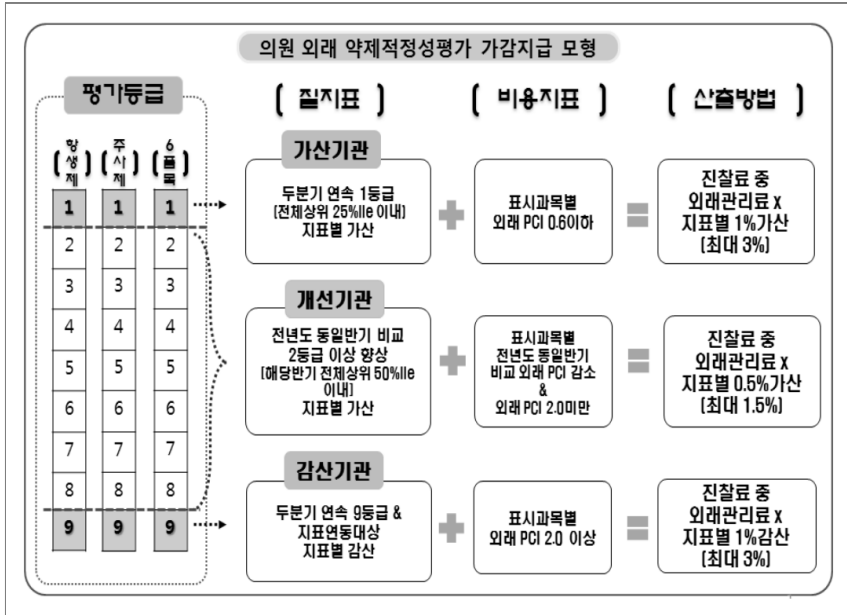 의원 외래 약제적정성평가 가감지급 모형
평가등급
[ 질지표 ]
[ 비용지표 ]
[ 산출방법 ]
[항생제]
[주사제]
[6품목]
1 1 1
2 2 2
3 3 3
4 4 4
5 5 5
6 6 6
7 7 7
8 8 8
9 9 9
가산기관
두분기 연속 1등급
[전체상위 25%ile 이내]
지표별 가산
+
표시과목별
외래 PCI 0.6이하
=
진찰료 중
외래관리료 x
지표별 1%가산
[최대 3%]
개선기관
전년도 동일반기 비교
2등급 이상 향상
[해당반기 전체상위 50%ile
이내]
지표별 가산
+
표시과목별
전년도 동일반기
비교 외래 PCI 감소
&
외래 PCI 2.0미만
=
진찰료 중
외래관리료 x
지표별 0.5%가산
[최대 1.5%]
감산기관
두분기 연속 9등급 &
지표연동대상
지표별 감산
+
표시과목별
외래 PCI 2.0 이상
=
진찰료 중
외래관리료 x
지표별 1%감산
[최대 3%]